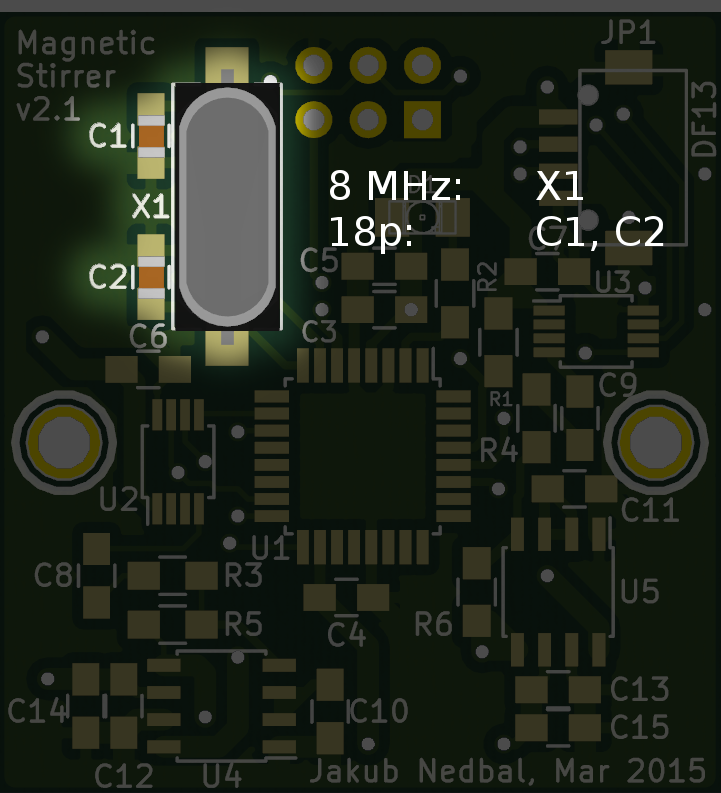 Magnetic
Stirrer
v2.1
JP1
DF13
C1
X1
C2
8 MHz: X1
18p: C1, C2
D1
C7
C5
R2
U3
C3
C6
R1
C9
R4
U2
C11
U1
C8
R3
U5
R5
C4
R6
C13
C14
C10
C15
C12
U4
Jakub Nedbal, Mar 2015